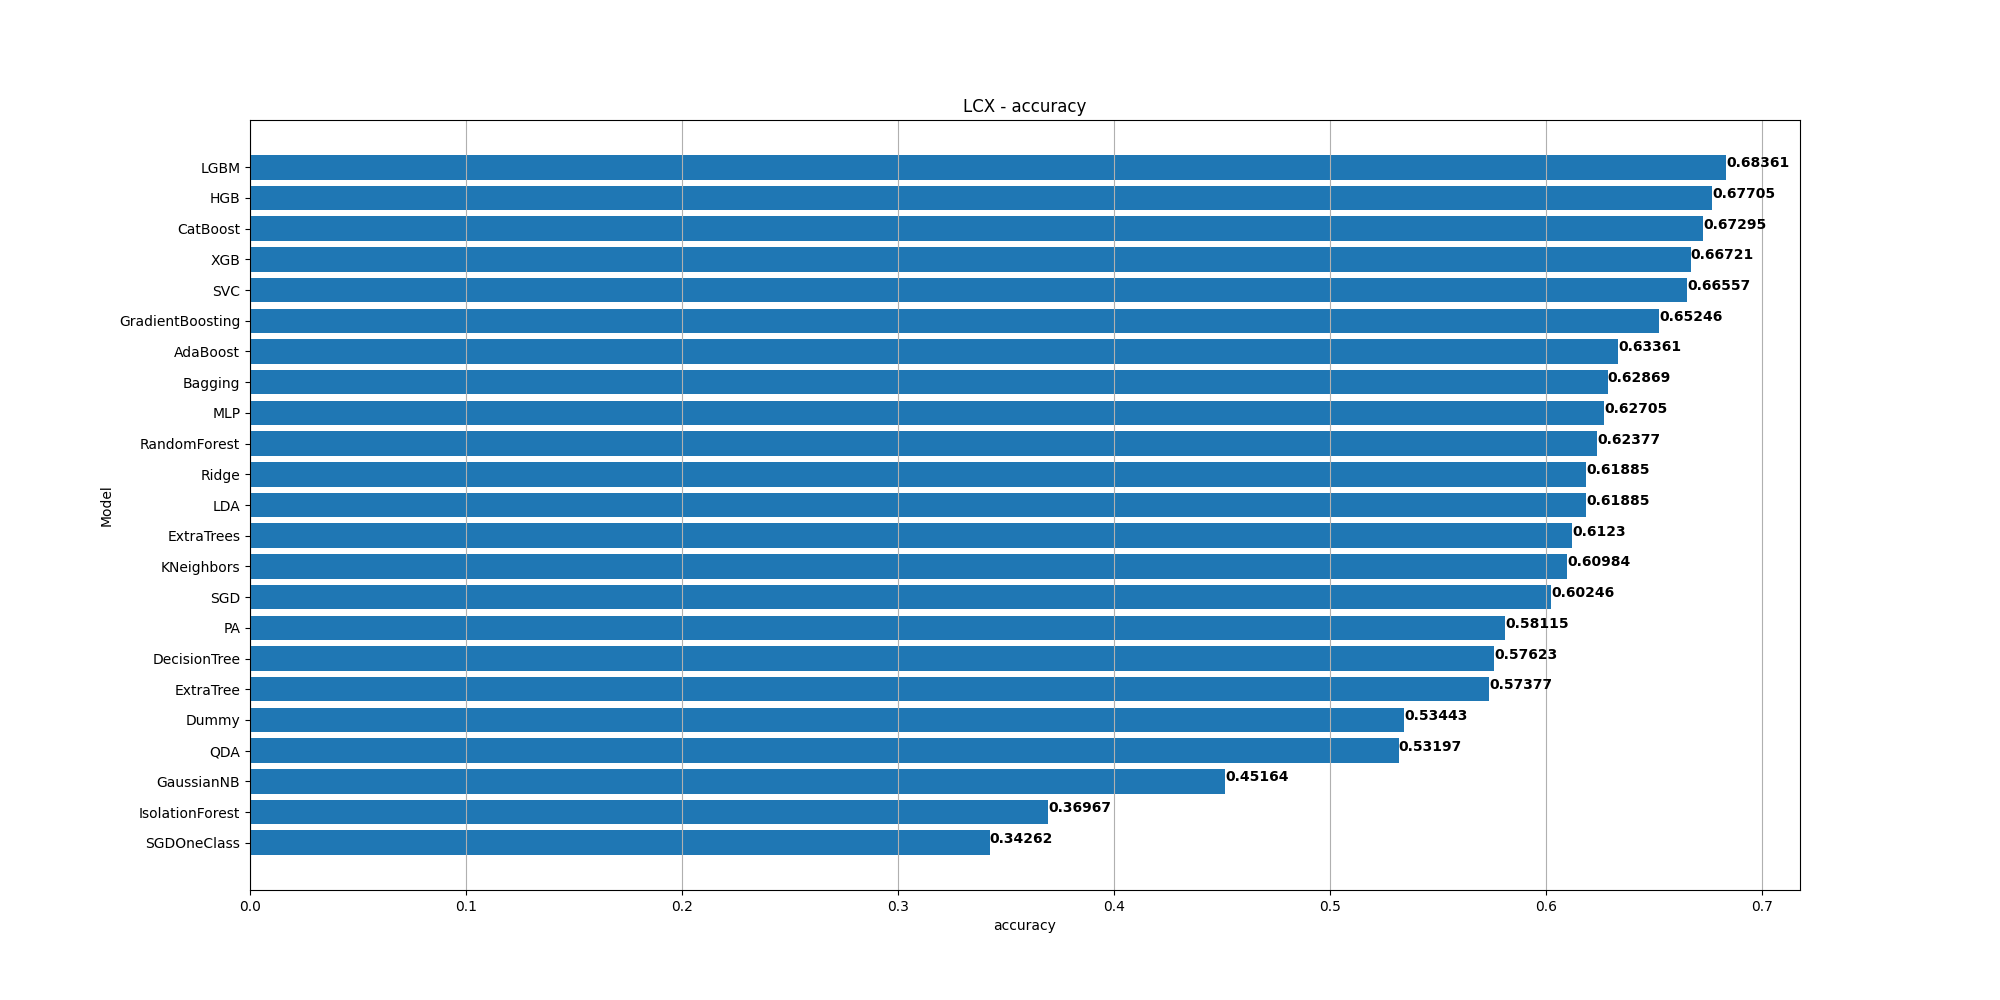 LCX - accuracy
LGBM 0.68361
HGB 0.67705
CatBoost 0.67295
XGB 0.66721
SVC 0.66557
GradientBoosting 0.65246
AdaBoost 0.63361
Bagging 0.62869
MLP 0.62705
RandomForest 0.62377
Ridge 0.61885
LDA 0.61885
ExtraTrees 0.6123
KNeighbors 0.60984
SGD 0.60246
PA 0.58115
DecisionTree 0.57623
ExtraTree 0.57377
Dummy 0.53443
QDA 0.53197
GaussianNB 0.45164
IsolationForest 0.36967
SGDOneClass 0.34262
Model
0.0 0.1 0.2 0.3 0.4 0.5 0.6 0.7
accuracy